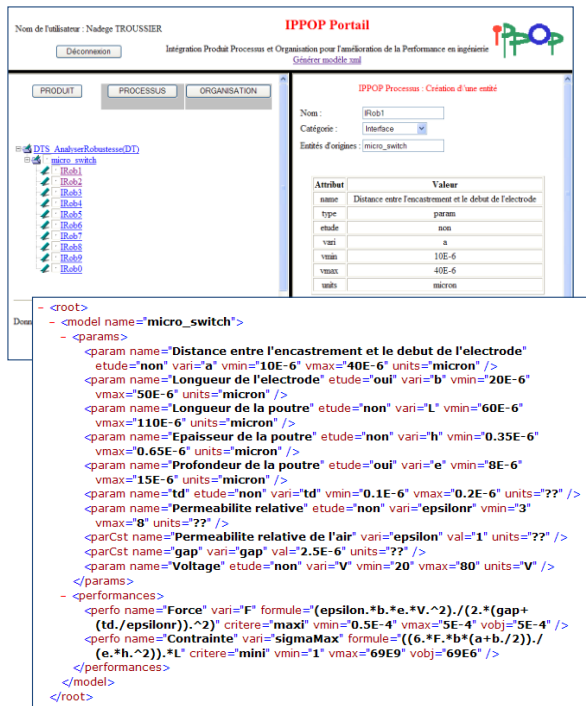 Nom de l'utilisateur : Nadege TROUSSIER
IPPOP Portail
Déconnexion
Intégration Produit Processus et Organisation pour l'amélioration de la Performance en ingénierie
Générer modèle xml
IPPOP
PRODUIT
PROCESSUS
ORGANISATION
DTS_AnalyserRobustesse(DT)
micro_switch
IRob1
IRob2
IRob3
IRob4
IRob5
IRob6
IRob7
IRob8
IRob9
IRob0
IPPOP Processus : Création d'une entité
Nom : IRob1
Catégorie : Interface
Entités d'origines : micro_switch
Attribut Valeur
name Distance entre l'encastrement et le debut de l'electrode
type param
etude non
vari a
vmin 10E-6
vmax 40E-6
units micron
Donn
- <root>
- <model name="micro_switch">
- <params>
<param name="Distance entre l'encastrement et le debut de l'electrode"
etude="non" vari="a" vmin="10E-6" vmax="40E-6" units="micron" />
<param name="Longueur de l'electrode" etude="oui" vari="b" vmin="20E-6"
vmax="50E-6" units="micron" />
<param name="Longueur de la poutre" etude="non" vari="L" vmin="60E-6"
vmax="110E-6" units="micron" />
<param name="Epaisseur de la poutre" etude="non" vari="h" vmin="0.35E-6"
vmax="0.65E-6" units="micron" />
<param name="Profondeur de la poutre" etude="oui" vari="e" vmin="8E-6"
vmax="15E-6" units="micron" />
<param name="td" etude="non" vari="td" vmin="0.1E-6" vmax="0.2E-6" units="??" />
<param name="Permeabilite relative" etude="non" vari="epsilonr" vmin="3"
vmax="8" units="??" />
<parCst name="Permeabilite relative de l'air" vari="epsilon" val="1" units="??" />
<parCst name="gap" vari="gap" val="2.5E-6" units="??" />
<param name="Voltage" etude="non" vari="V" vmin="20" vmax="80" units="V" />
</params>
- <performances>
<perfo name="Force" vari="F" formule="(epsilon.*b.*e.*V.^2)./(2.*(gap+
(td./epsilonr)).^2)" critere="maxi" vmin="0.5E-4" vmax="5E-4" vobj="5E-4" />
<perfo name="Contrainte" vari="sigmaMax" formule="((6.*F.*b*(a+b./2))./
(e.*h.^2)).*L" critere="mini" vmin="1" vmax="69E9" vobj="69E6" />
</performances>
</model>
</root>